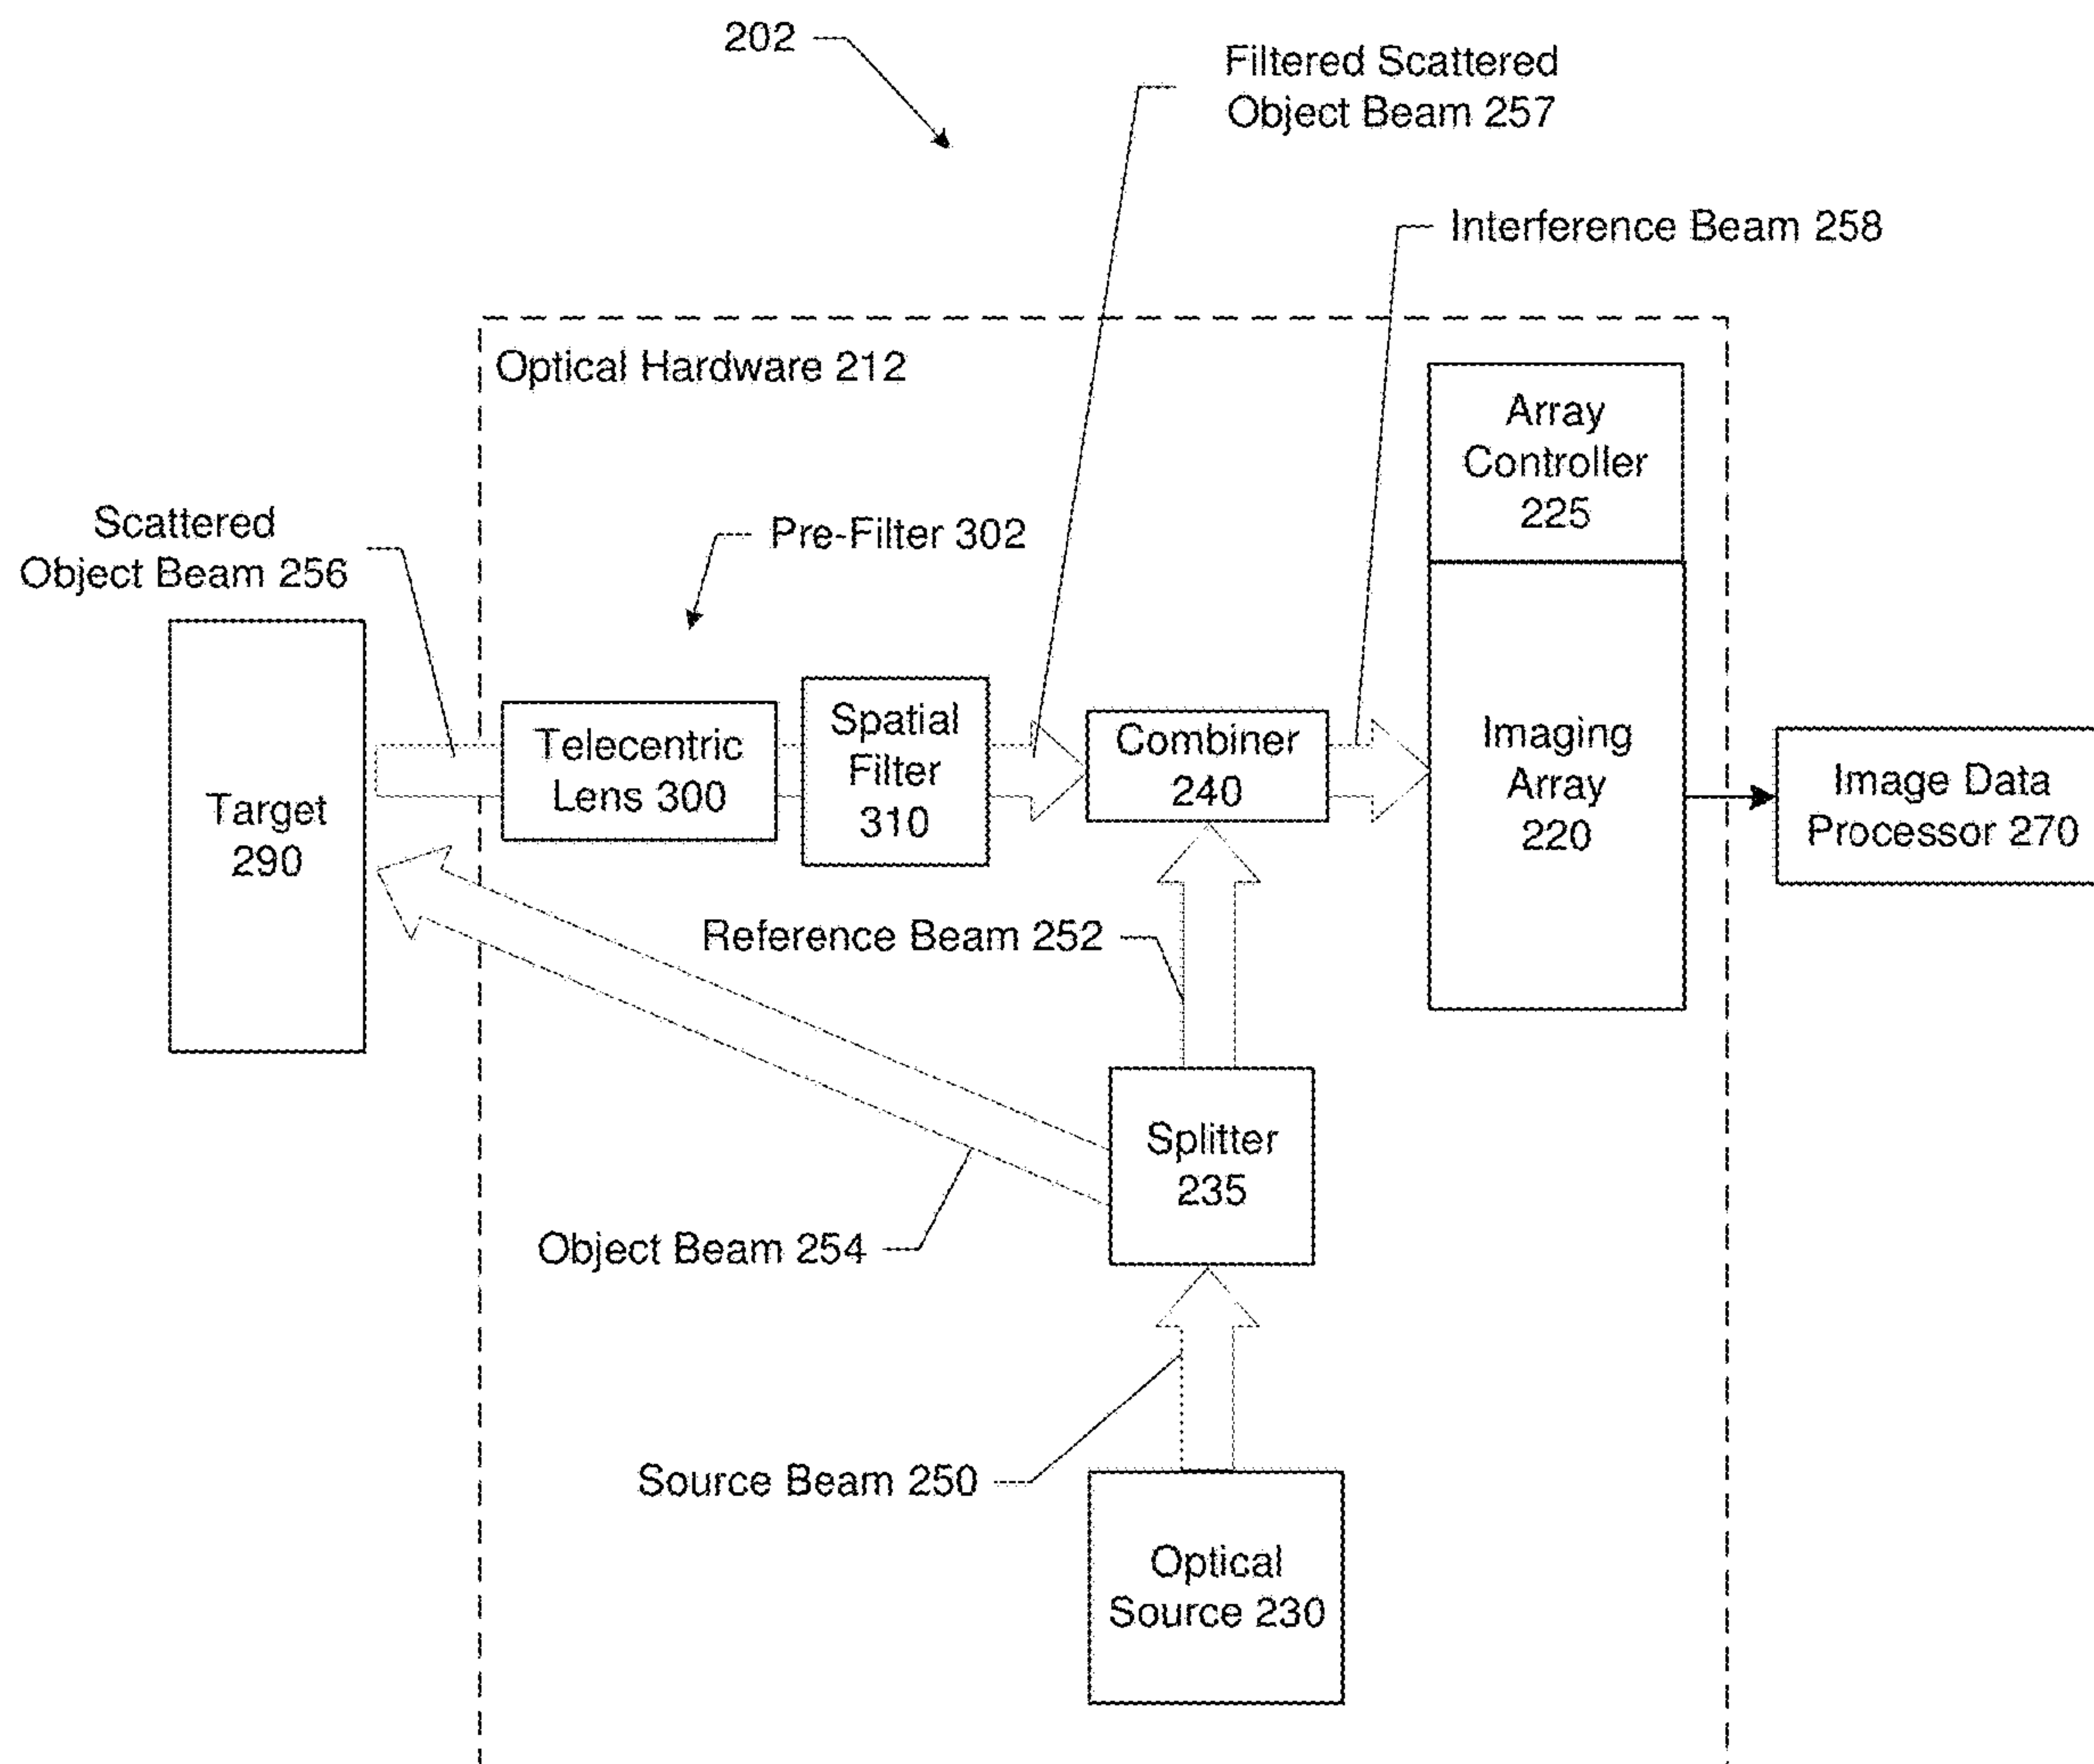 202
Filtered Scattered
Object Beam 257
Interference Beam 258
Optical Hardware 212
Array
Controller
225
Scattered
Object Beam 256
Pre-Filter 302
Target
290
Telecentric
Lens 300
Spatial
Filter
310
Combiner
240
Imaging
Array
220
Image Data
Processor 270
Reference Beam 252
Splitter
235
Object Beam 254
Source Beam 250
Optical
Source 230